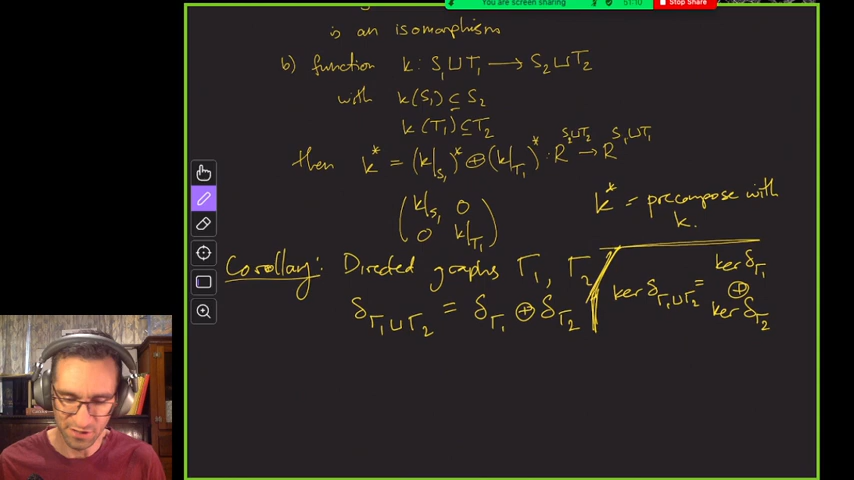 You are screen sharing 51:10 Stop Share
is an isomorphism
b) function k : S₁⊔T₁ → S₂⊔T₂
with k(S₁) ⊆ S₂
k(T₁) ⊆ T₂
then k* = (k|_{S₁})* ⊕ (k|_{T₁})* : R^{S₂⊔T₂} → R^{S₁⊔T₁}
( k|_{S₁} 0
0 k|_{T₁} )
k* = precompose with
k.
Corollary: Directed graphs Γ₁, Γ₂
δ_{Γ₁⊔Γ₂} = δ_{Γ₁} ⊕ δ_{Γ₂}
ker δ_{Γ₁⊔Γ₂} = ker δ_{Γ₁}
⊕
ker δ_{Γ₂}